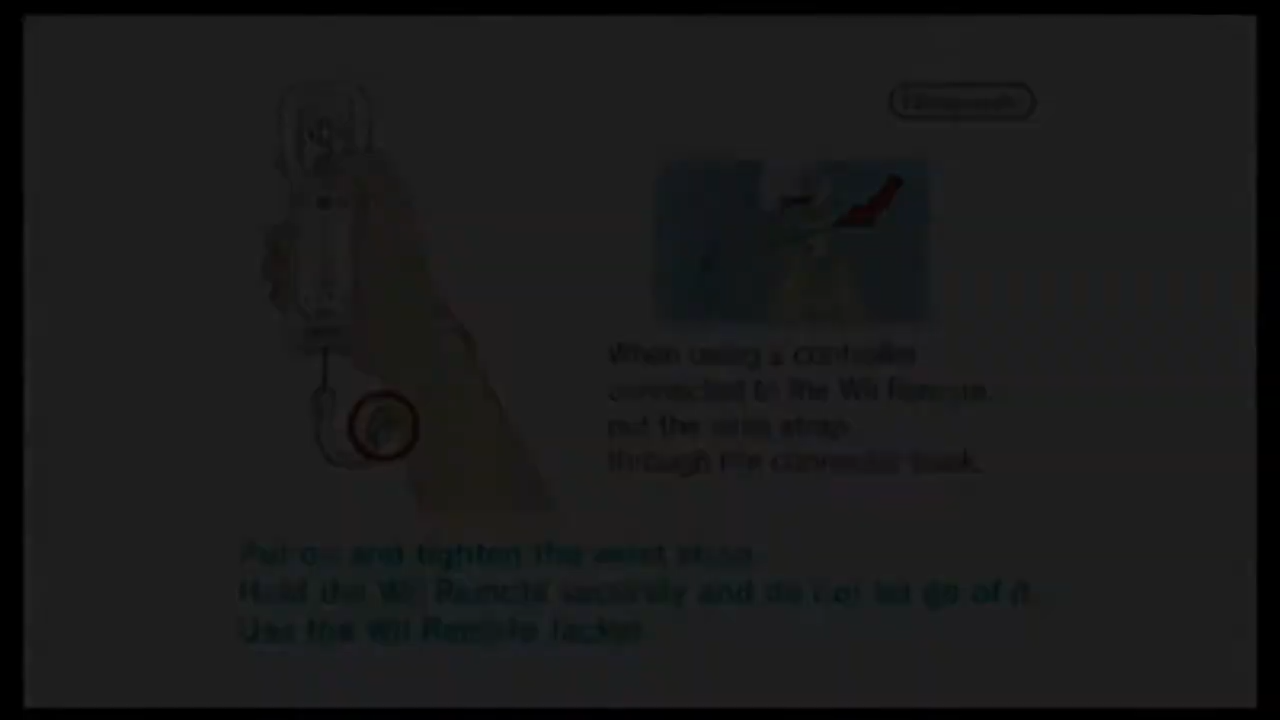 Nintendo
When using a controller
connected to the Wii Remote,
put the wrist strap
through the connector hook.
Put on and tighten the wrist strap.
Hold the Wii Remote securely and do not let go of it.
Use the Wii Remote Jacket.